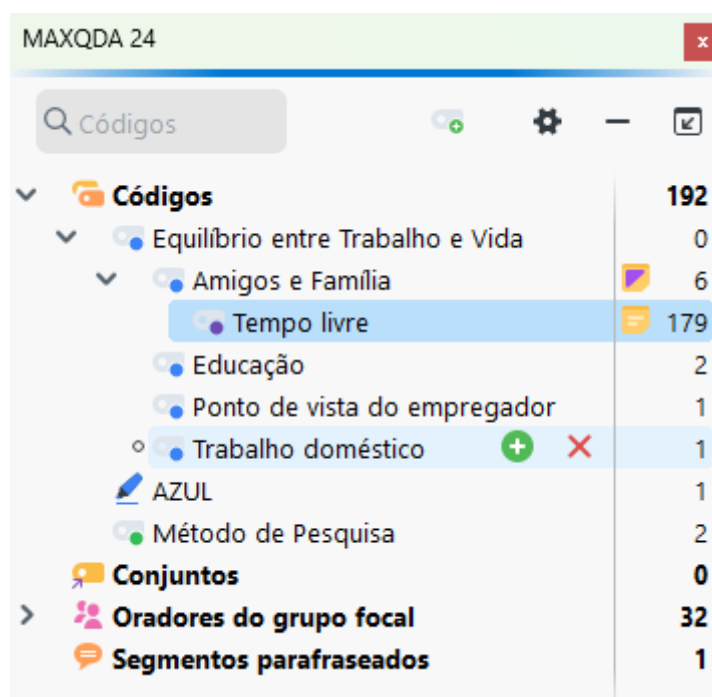 MAXQDA 24
x
Códigos
Códigos 192
Equilíbrio entre Trabalho e Vida 0
Amigos e Família 6
Tempo livre 179
Educação 2
Ponto de vista do empregador 1
Trabalho doméstico 1
AZUL 1
Método de Pesquisa 2
Conjuntos 0
Oradores do grupo focal 32
Segmentos parafraseados 1